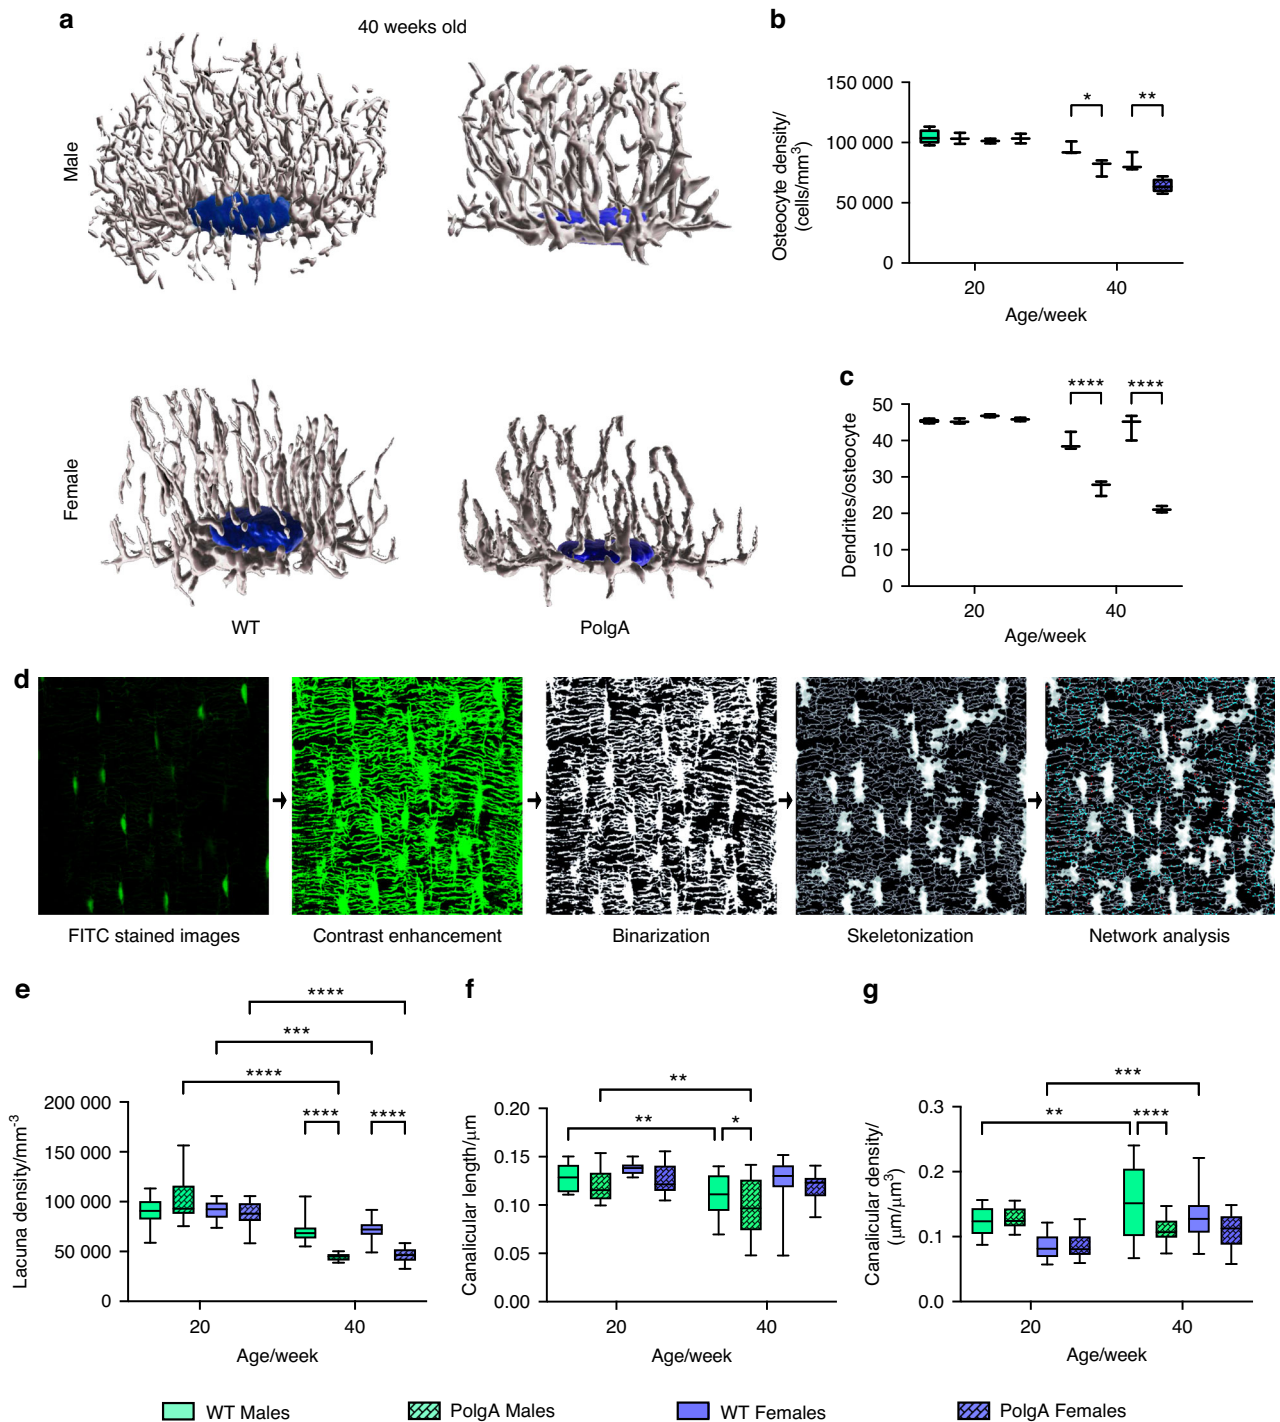 a
40 weeks old
Male
Female
WT
PolgA
b
Osteocyte density/
(cells/mm³)
150 000
100 000
50 000
0
*
**
20
40
Age/week
c
Dendrites/osteocyte
50
40
30
20
10
0
****
****
20
40
Age/week
d
FITC stained images
Contrast enhancement
Binarization
Skeletonization
Network analysis
e
Lacuna density/mm⁻³
200 000
150 000
100 000
50 000
0
****
***
****
****
****
20
40
Age/week
f
Canalicular length/μm
0.20
0.15
0.10
0.05
0.00
**
**
*
20
40
Age/week
g
Canalicular density/
(μm/μm³)
0.3
0.2
0.1
0.0
***
**
****
20
40
Age/week
WT Males
PolgA Males
WT Females
PolgA Females